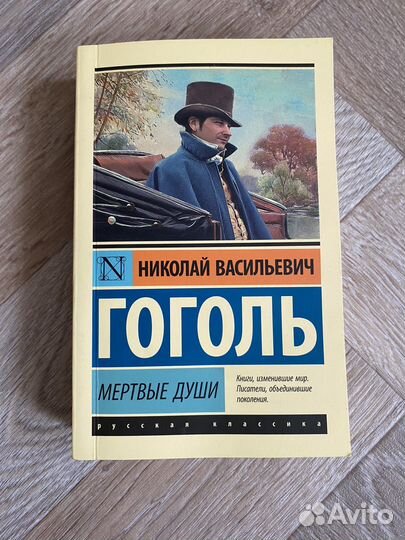 N
НИКОЛАЙ ВАСИЛЬЕВИЧ
ГОГОЛЬ
МЕРТВЫЕ ДУШИ
Книги, изменившие мир.
Писатели, объединившие
поколения.
русская классика
Avito